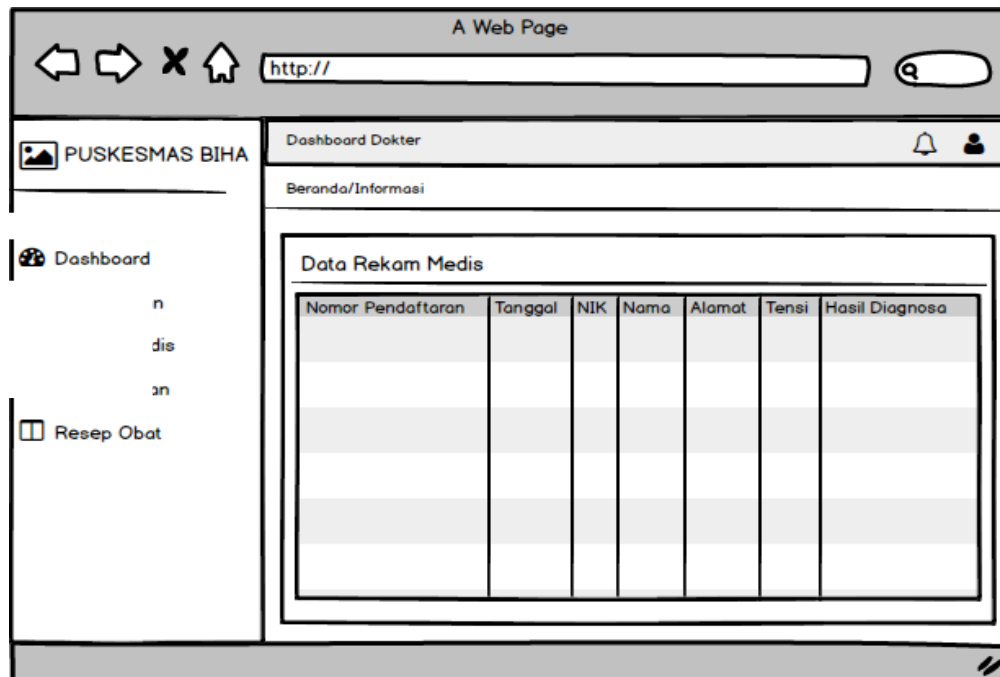 A Web Page
http://
PUSKESMAS BIHA
Dashboard Dokter
Beranda/Informasi
Dashboard
Resep Obat
Data Rekam Medis
Nomor Pendaftaran Tanggal NIK Nama Alamat Tensi Hasil Diagnosa